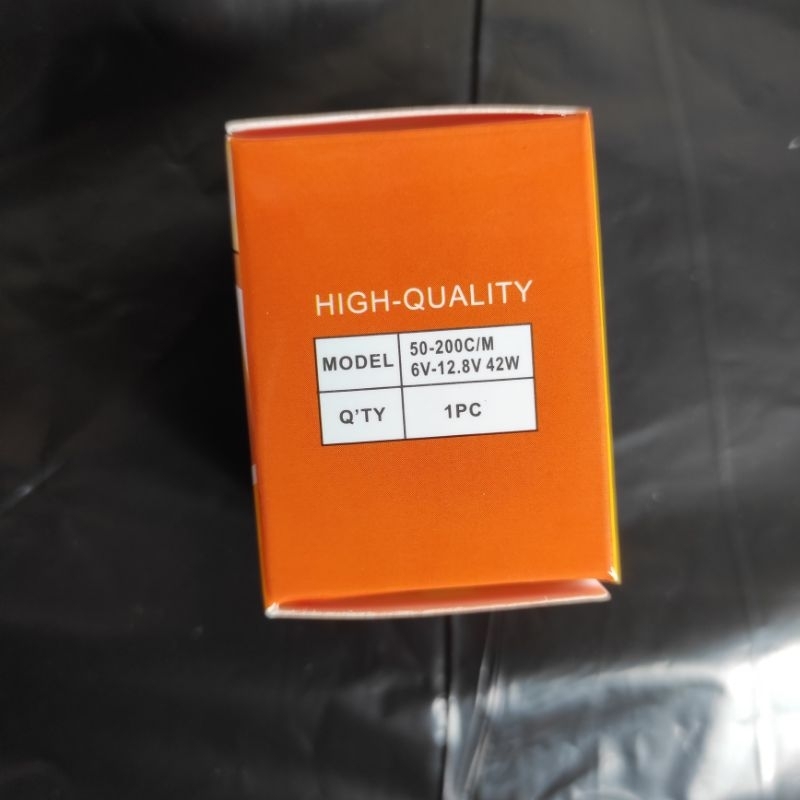 HIGH-QUALITY
MODEL
50-200C/M
6V-12.8V 42W
Q'TY
1PC